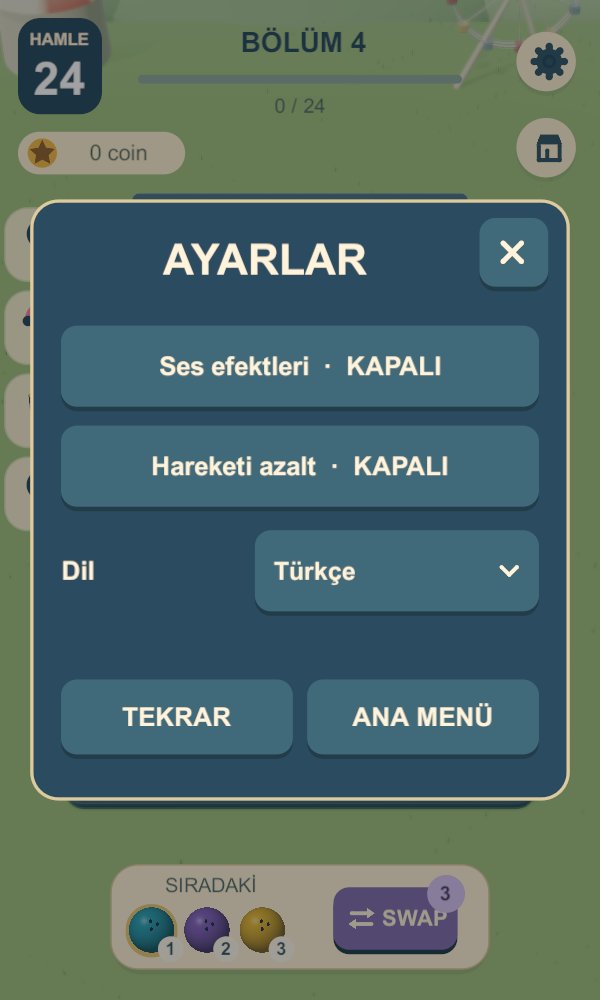 HAMLE
24
BÖLÜM 4
0 / 24
0 coin
AYARLAR
Ses efektleri · KAPALI
Hareketi azalt · KAPALI
Dil
Türkçe
TEKRAR
ANA MENÜ
SIRADAKİ
1
2
3
SWAP
3